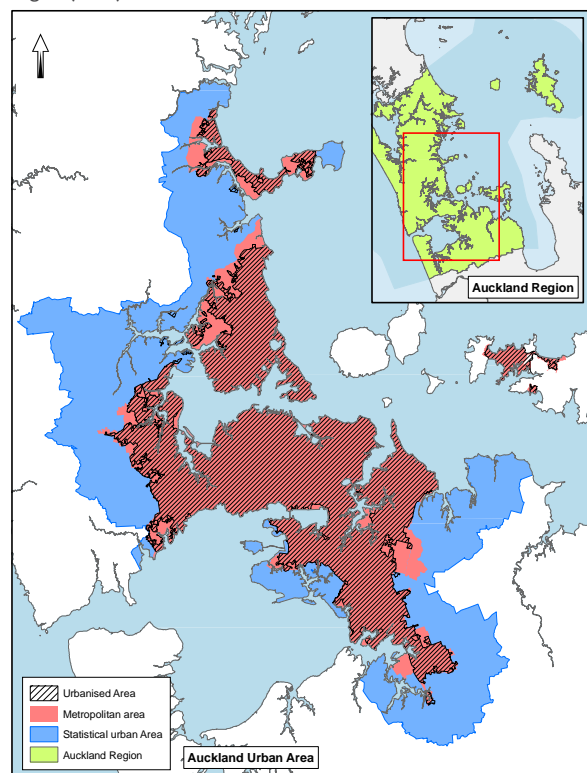 Auckland Region
Urbanised Area
Metropolitan area
Statistical urban Area
Auckland Region
Auckland Urban Area